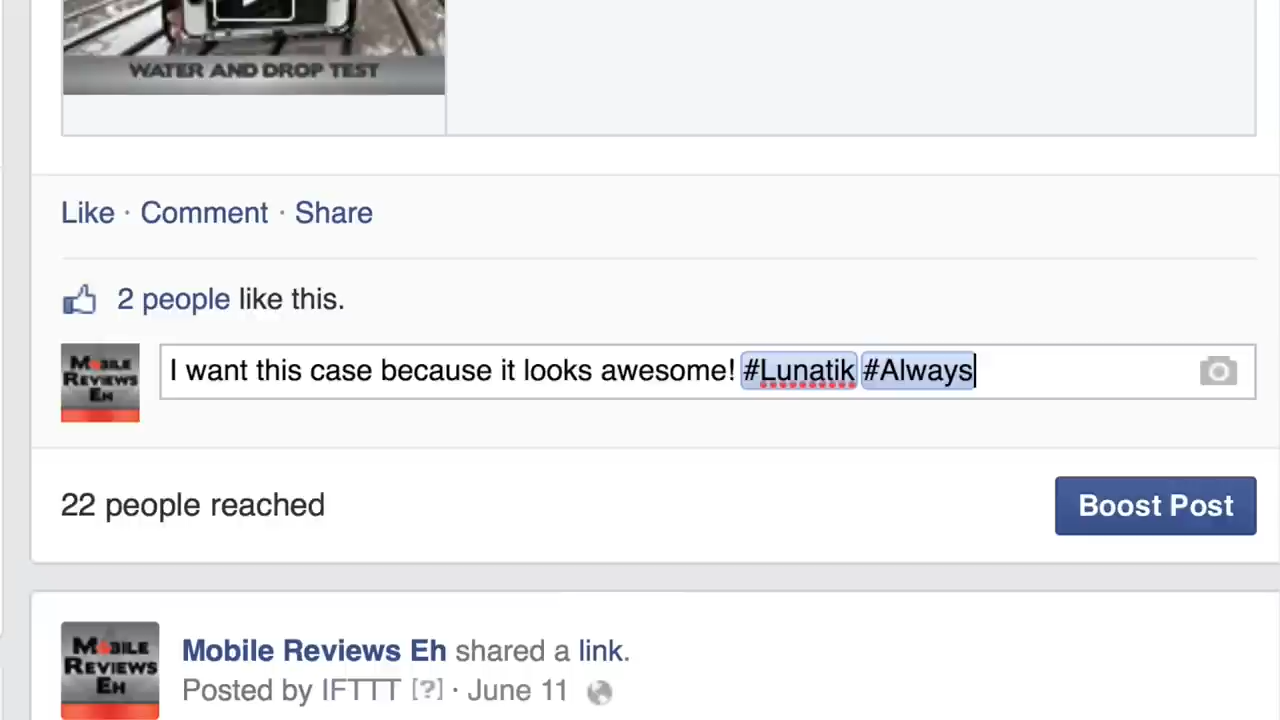 WATER AND DROP TEST
Like · Comment · Share
2 people like this.
MOBILE
REVIEWS
EH
I want this case because it looks awesome! #Lunatik #Always
22 people reached
Boost Post
MOBILE
REVIEWS
EH
Mobile Reviews Eh shared a link.
Posted by IFTTT [?] · June 11